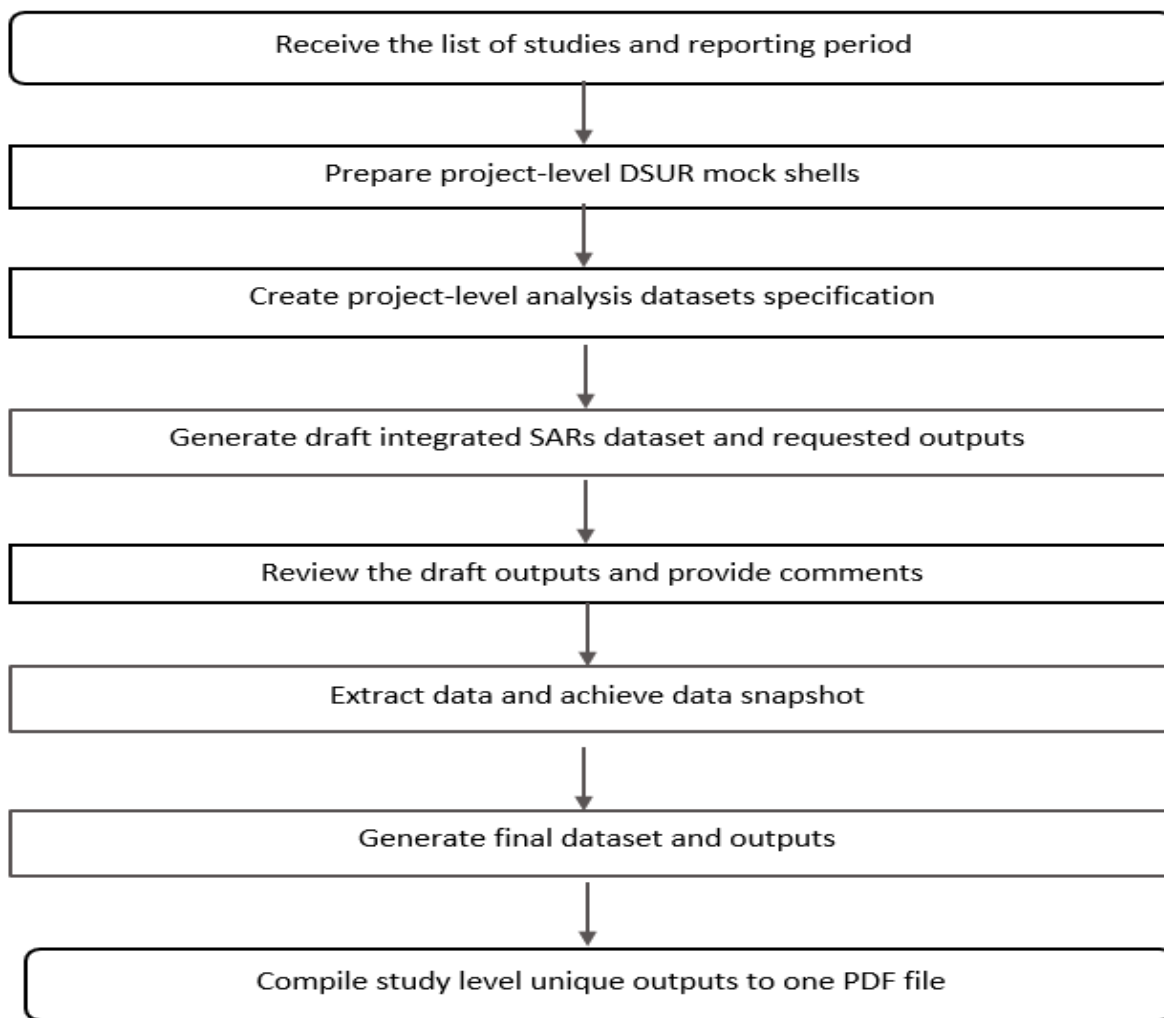 Receive the list of studies and reporting period
Prepare project-level DSUR mock shells
Create project-level analysis datasets specification
Generate draft integrated SARs dataset and requested outputs
Review the draft outputs and provide comments
Extract data and achieve data snapshot
Generate final dataset and outputs
Compile study level unique outputs to one PDF file